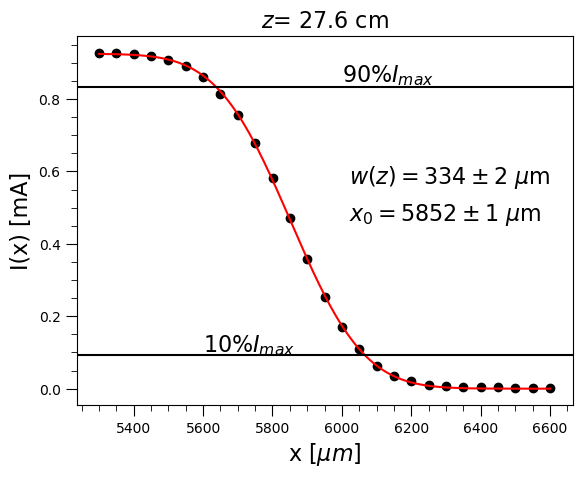 z= 27.6 cm
90%I_max
0.8
w(z) = 334 ± 2 μm
0.6
x₀ = 5852 ± 1 μm
I(x) [mA]
0.4
0.2
10%I_max
0.0
5400 5600 5800 6000 6200 6400 6600
x [μm]